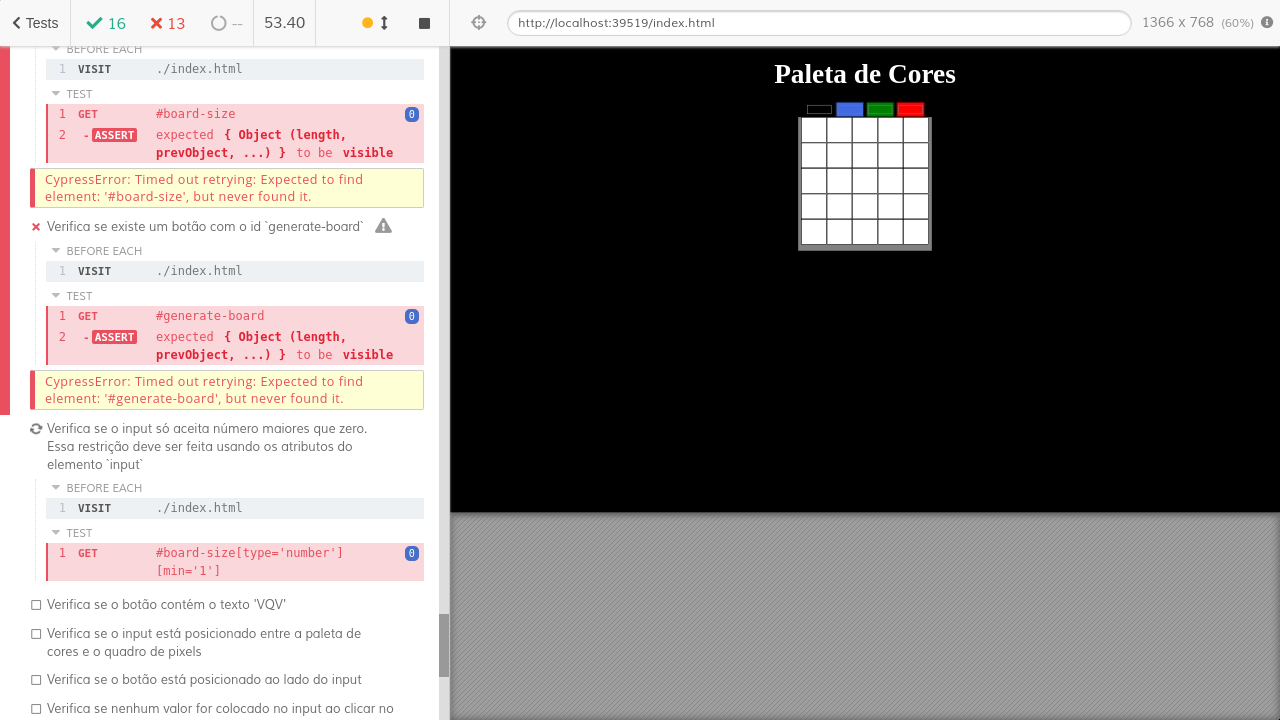 Tests
16
13
--
53.40
http://localhost:39519/index.html
1366 x 768 (60%)
BEFORE EACH
1 VISIT ./index.html
TEST
1 GET #board-size 0
2 -ASSERT expected { Object (length,
prevObject, ...) } to be visible
CypressError: Timed out retrying: Expected to find
element: '#board-size', but never found it.
Verifica se existe um botão com o id `generate-board`
BEFORE EACH
1 VISIT ./index.html
TEST
1 GET #generate-board 0
2 -ASSERT expected { Object (length,
prevObject, ...) } to be visible
CypressError: Timed out retrying: Expected to find
element: '#generate-board', but never found it.
Verifica se o input só aceita número maiores que zero.
Essa restrição deve ser feita usando os atributos do
elemento `input`
BEFORE EACH
1 VISIT ./index.html
TEST
1 GET #board-size[type='number'] 0
[min='1']
Verifica se o botão contém o texto 'VQV'
Verifica se o input está posicionado entre a paleta de
cores e o quadro de pixels
Verifica se o botão está posicionado ao lado do input
Verifica se nenhum valor for colocado no input ao clicar no
Paleta de Cores